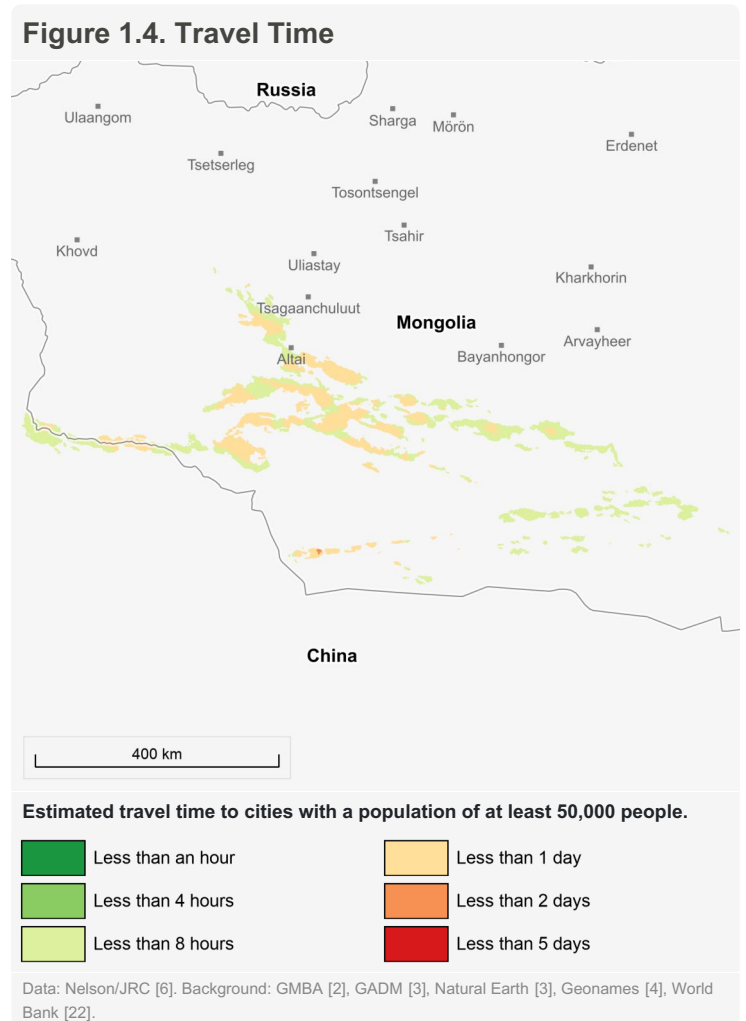 Figure 1.4. Travel Time
Russia
Ulaangom
Sharga
Mörön
Erdenet
Tsetserleg
Tosontsengel
Tsahir
Khovd
Uliastay
Kharkhorin
Tsagaanchuluut
Mongolia
Arvayheer
Bayanhongor
Altai
China
400 km
Estimated travel time to cities with a population of at least 50,000 people.
Less than an hour
Less than 1 day
Less than 4 hours
Less than 2 days
Less than 8 hours
Less than 5 days
Data: Nelson/JRC [6]. Background: GMBA [2], GADM [3], Natural Earth [3], Geonames [4], World
Bank [22].